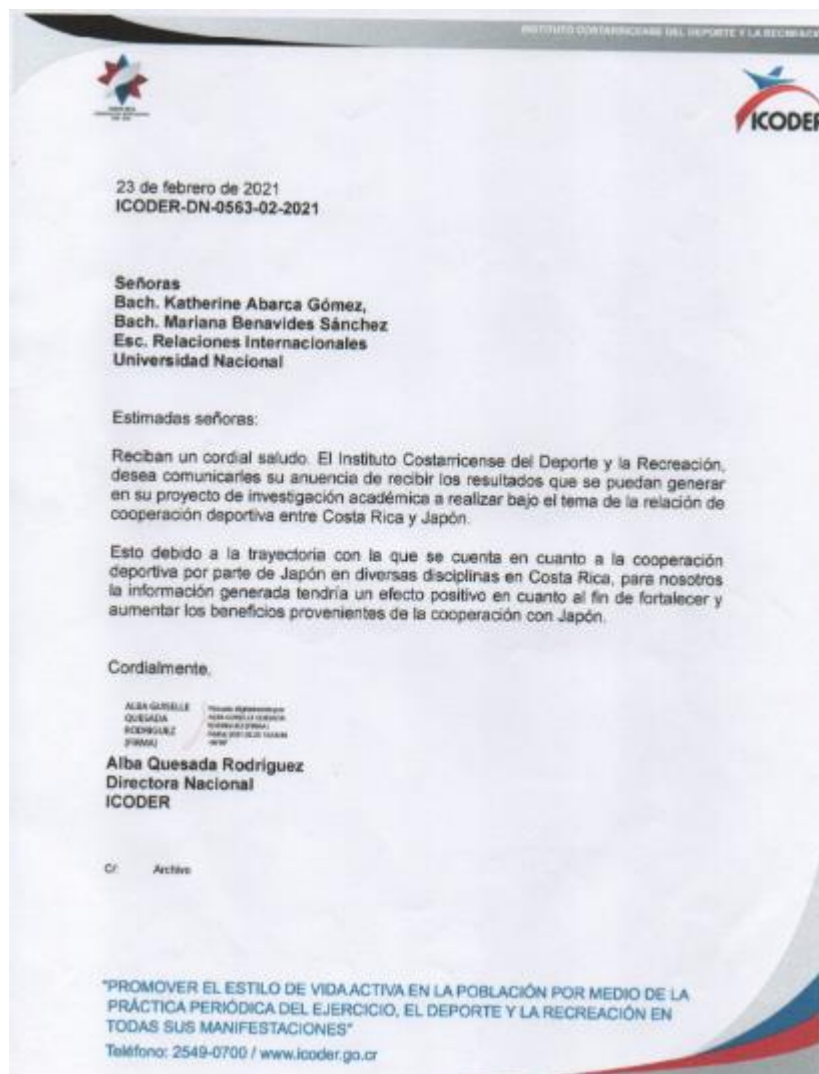 INSTITUTO COSTARRICENSE DEL DEPORTE Y LA RECREACIÓN
ICODER
23 de febrero de 2021
ICODER-DN-0563-02-2021
Señoras
Bach. Katherine Abarca Gómez,
Bach. Mariana Benavides Sánchez
Esc. Relaciones Internacionales
Universidad Nacional
Estimadas señoras:
Reciban un cordial saludo. El Instituto Costarricense del Deporte y la Recreación,
desea comunicarles su anuencia de recibir los resultados que se puedan generar
en su proyecto de investigación académica a realizar bajo el tema de la relación de
cooperación deportiva entre Costa Rica y Japón.
Esto debido a la trayectoria con la que se cuenta en cuanto a la cooperación
deportiva por parte de Japón en diversas disciplinas en Costa Rica, para nosotros
la información generada tendría un efecto positivo en cuanto al fin de fortalecer y
aumentar los beneficios provenientes de la cooperación con Japón.
Cordialmente,
ALBA GUISELLE
QUESADA
RODRIGUEZ
(FIRMA)
Alba Quesada Rodríguez
Directora Nacional
ICODER
Cr. Archivo
"PROMOVER EL ESTILO DE VIDA ACTIVA EN LA POBLACIÓN POR MEDIO DE LA
PRÁCTICA PERIÓDICA DEL EJERCICIO, EL DEPORTE Y LA RECREACIÓN EN
TODAS SUS MANIFESTACIONES"
Teléfono: 2549-0700 / www.icoder.go.cr